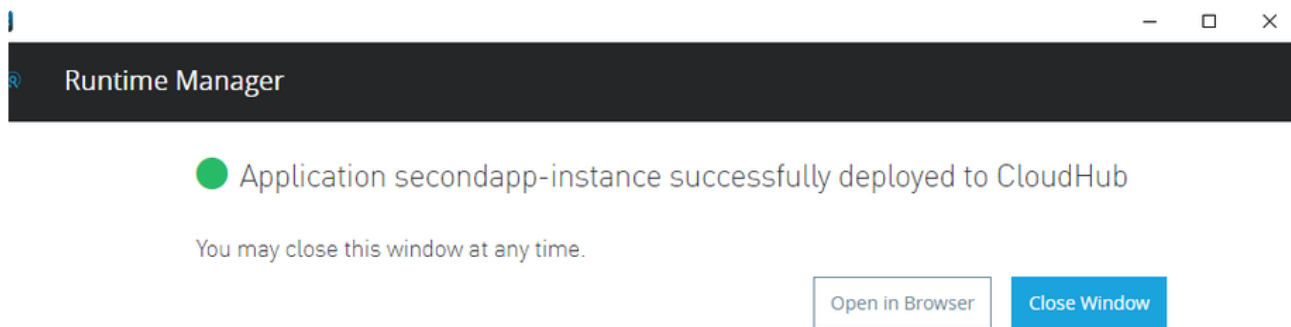 Runtime Manager
Application secondapp-instance successfully deployed to CloudHub
You may close this window at any time.
Open in Browser
Close Window